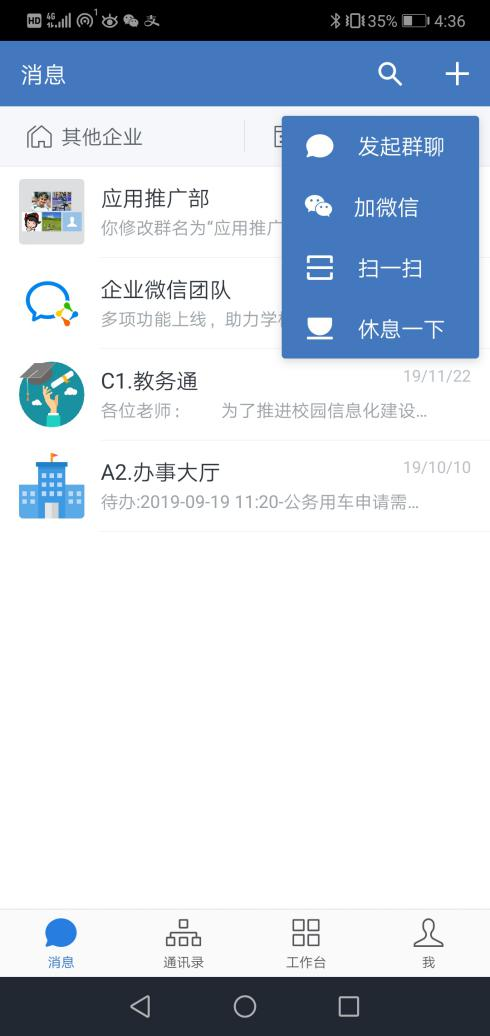 HD 4G 1 支 35% 4:36
消息
其他企业
发起群聊
加微信
扫一扫
休息一下
应用推广部
你修改群名为“应用推广
企业微信团队
多项功能上线，助力学
C1.教务通 19/11/22
各位老师： 为了推进校园信息化建设...
A2.办事大厅 19/10/10
待办:2019-09-19 11:20-公务用车申请需...
消息 通讯录 工作台 我